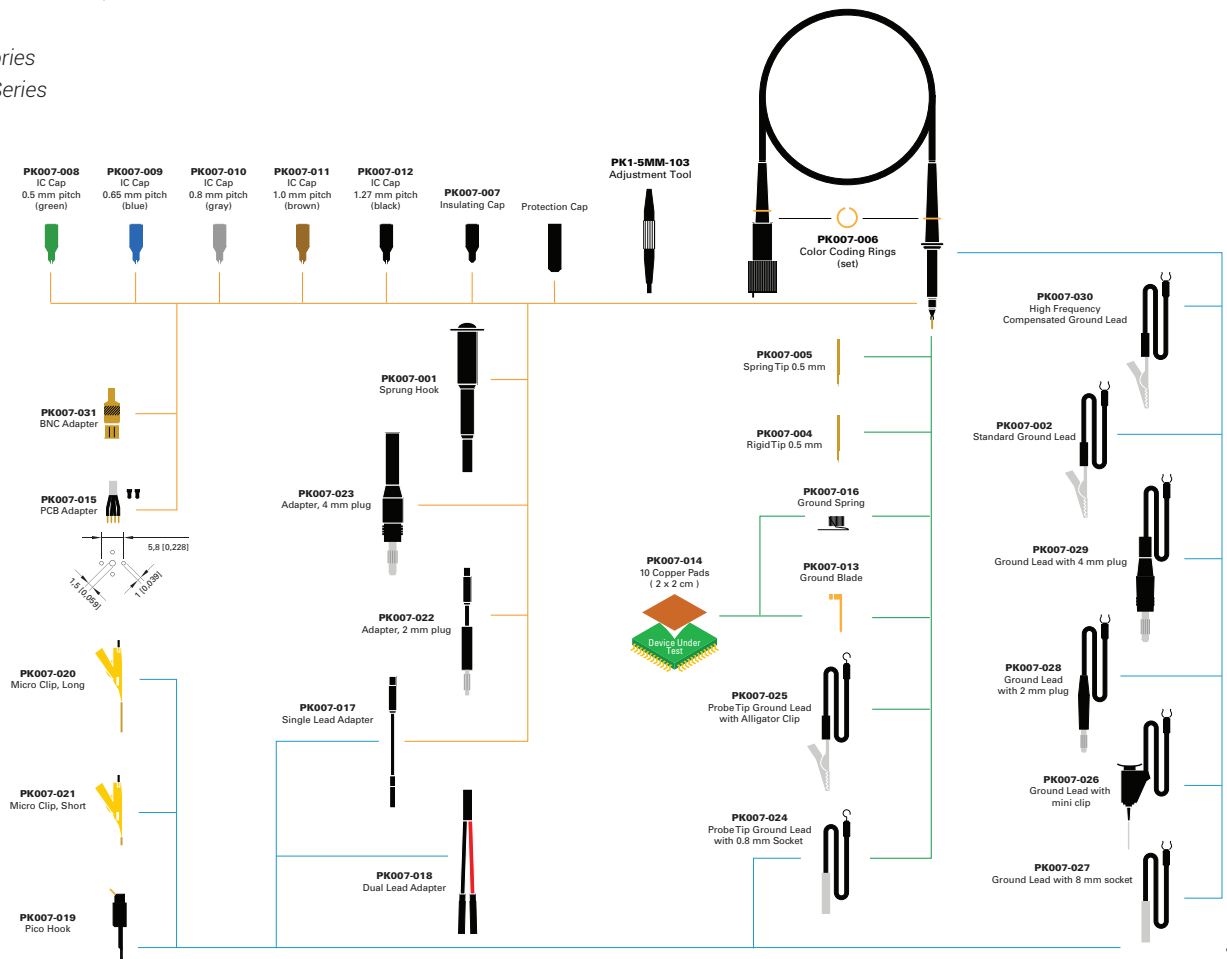 ories
Series
PK007-008
IC Cap
0.5 mm pitch
(green)
PK007-009
IC Cap
0.65 mm pitch
(blue)
PK007-010
IC Cap
0.8 mm pitch
(gray)
PK007-011
IC Cap
1.0 mm pitch
(brown)
PK007-012
IC Cap
1.27 mm pitch
(black)
PK007-007
Insulating Cap
Protection Cap
PK1-5MM-103
Adjustment Tool
PK007-006
Color Coding Rings
(set)
PK007-030
High Frequency
Compensated Ground Lead
PK007-005
Spring Tip 0.5 mm
PK007-001
Sprung Hook
PK007-031
BNC Adapter
PK007-004
Rigid Tip 0.5 mm
PK007-002
Standard Ground Lead
PK007-015
PCB Adapter
5,8 [0,228]
1,5 [0,059]
1 [0,039]
PK007-023
Adapter, 4 mm plug
PK007-016
Ground Spring
PK007-029
Ground Lead with 4 mm plug
PK007-014
10 Copper Pads
( 2 x 2 cm )
Device Under
Test
PK007-013
Ground Blade
PK007-022
Adapter, 2 mm plug
PK007-020
Micro Clip, Long
PK007-017
Single Lead Adapter
PK007-025
Probe Tip Ground Lead
with Alligator Clip
PK007-028
Ground Lead
with 2 mm plug
PK007-021
Micro Clip, Short
PK007-026
Ground Lead with
mini clip
PK007-024
Probe Tip Ground Lead
with 0.8 mm Socket
PK007-018
Dual Lead Adapter
PK007-027
Ground Lead with 8 mm socket
PK007-019
Pico Hook